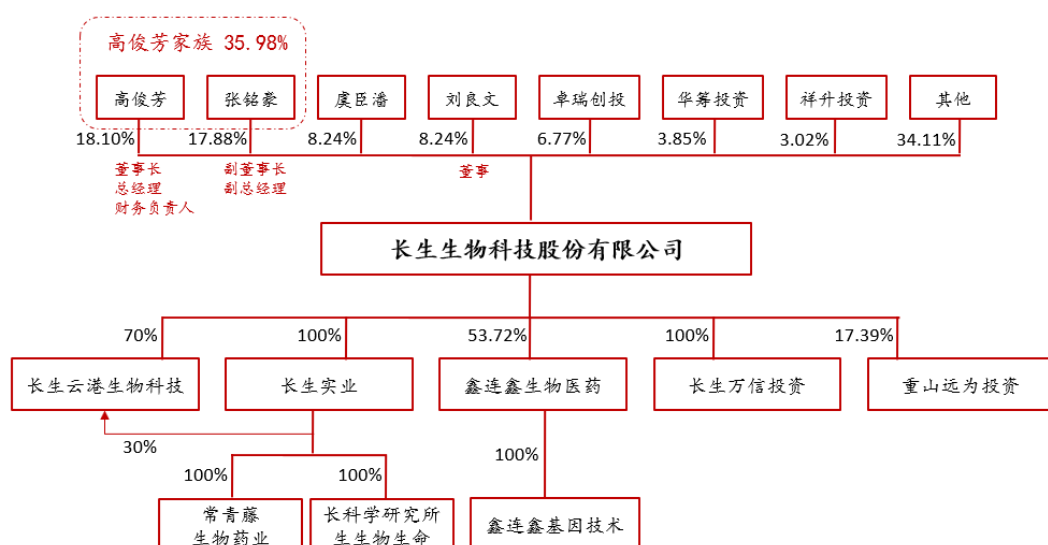 高俊芳家族 35.98%
高俊芳
张铭豪
虞臣潘
刘良文
卓瑞创投
华筹投资
祥升投资
其他
18.10%
17.88%
8.24%
8.24%
6.77%
3.85%
3.02%
34.11%
董事长
总经理
财务负责人
副董事长
副总经理
董事
长生生物科技股份有限公司
70%
100%
53.72%
100%
17.39%
长生云港生物科技
长生实业
鑫连鑫生物医药
长生万信投资
重山远为投资
30%
100%
100%
100%
常青藤
生物药业
长科学研究所
生生物生命
鑫连鑫基因技术